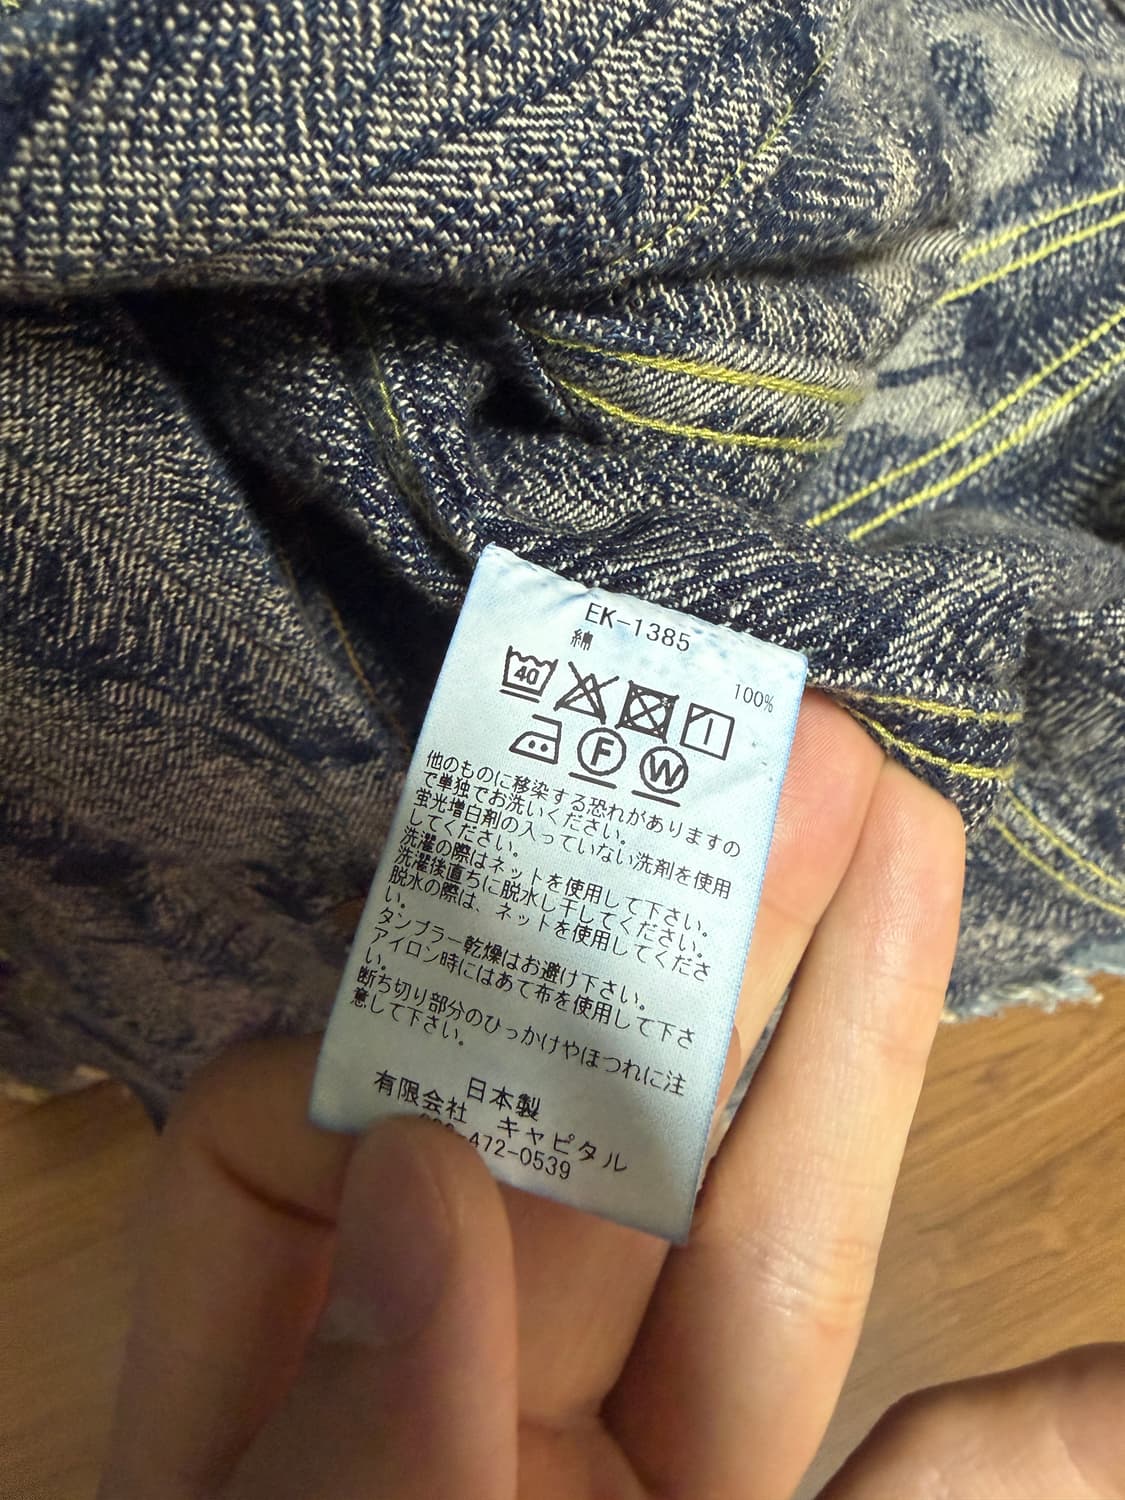 EK-1385
綿 100%
40
F W
他のものに移染する恐れがありますの
で単独でお洗いください。
蛍光増白剤の入っていない洗剤を使用
してください。
洗濯の際はネットを使用して下さい。
洗濯後直ちに脱水し干してください。
脱水の際は、ネットを使用してくださ
い。
タンブラー乾燥はお避け下さい。
アイロン時にはあて布を使用して下さ
い。
断ち切り部分のひっかけやほつれに注
意して下さい。
日本製
有限会社 キャピタル
472-0539